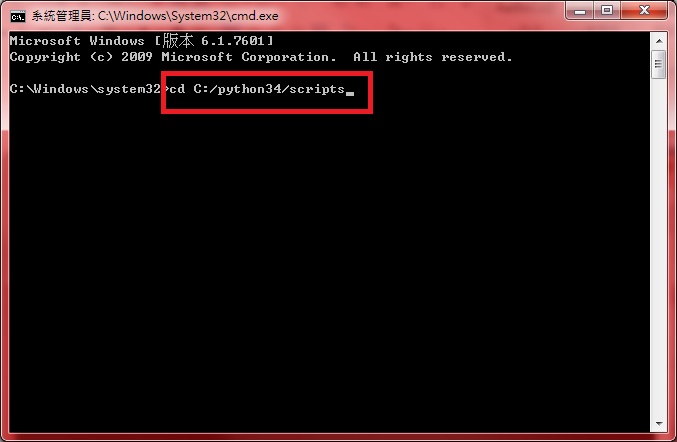 系統管理員: C:\Windows\System32\cmd.exe
Microsoft Windows [版本 6.1.7601]
Copyright (c) 2009 Microsoft Corporation.  All rights reserved.
C:\Windows\system32>cd C:/python34/scripts_